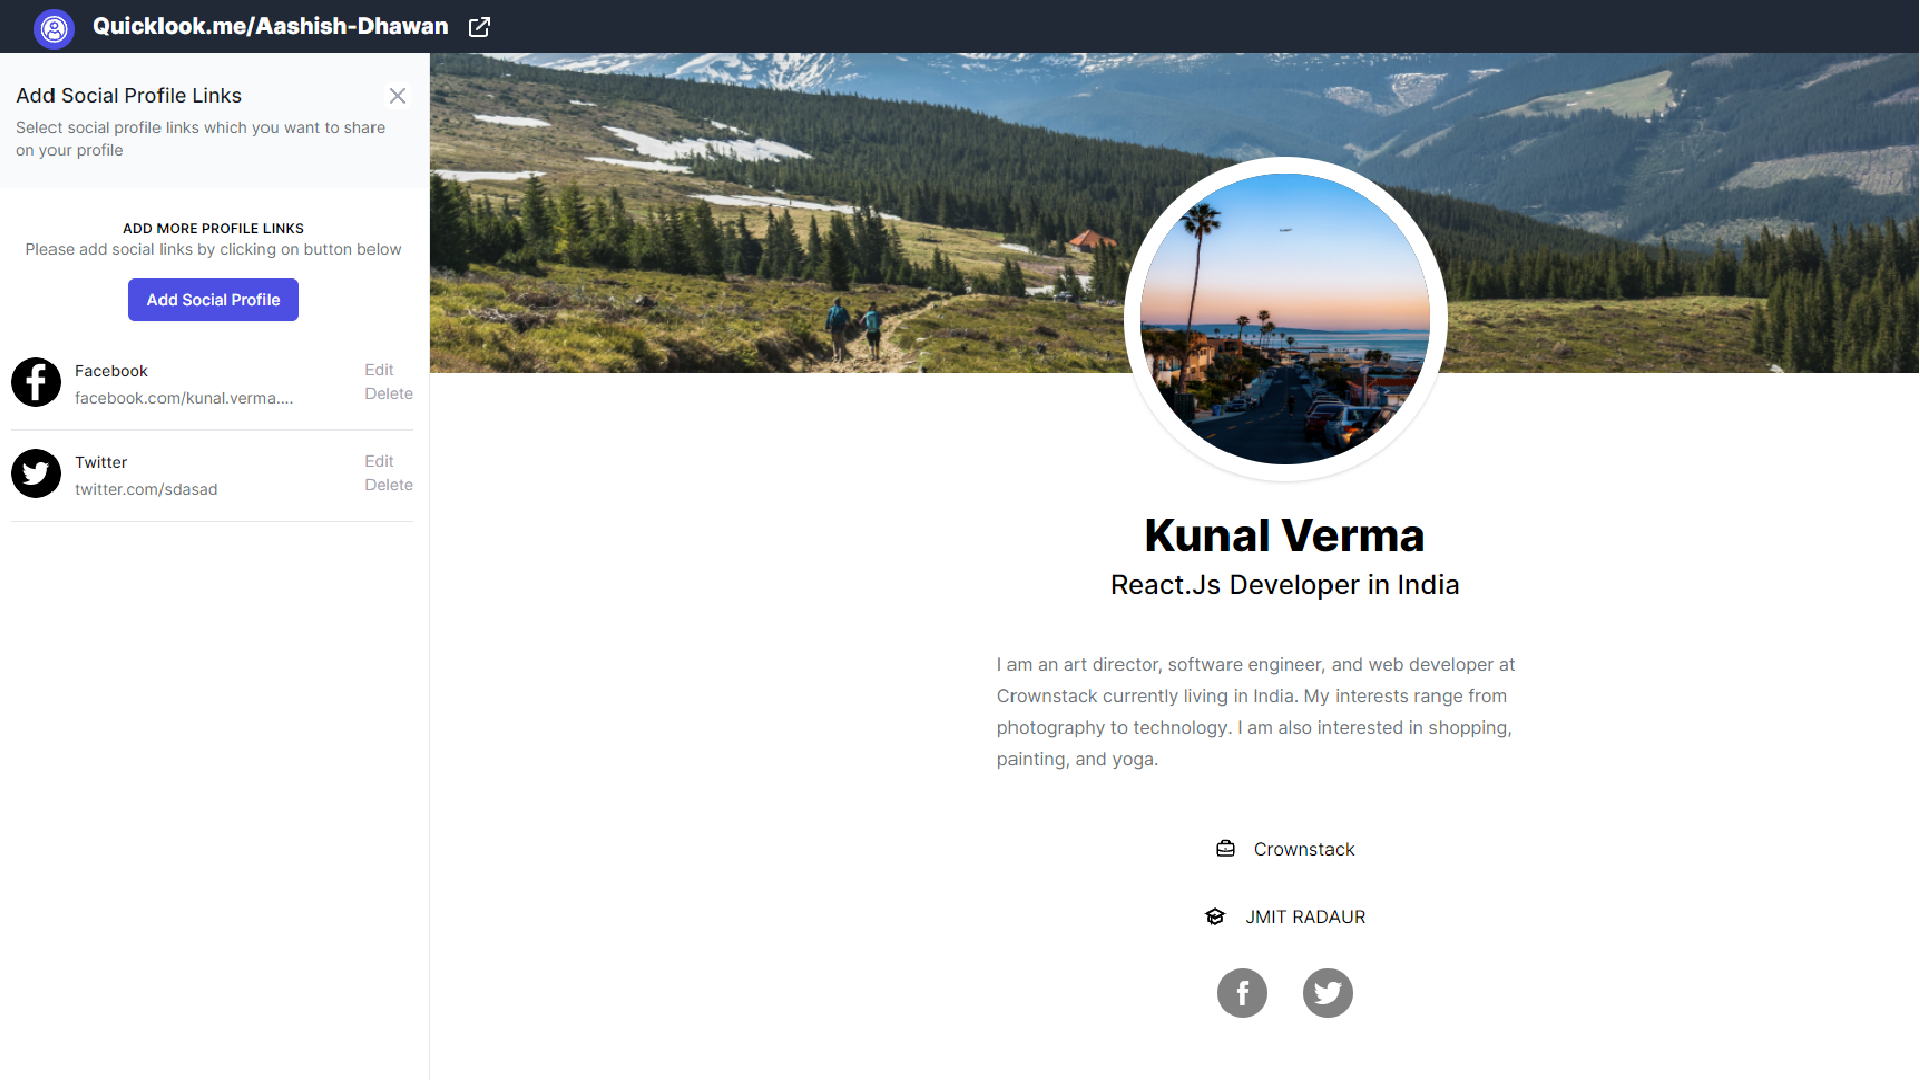 Quicklook.me/Aashish-Dhawan
Add Social Profile Links
Select social profile links which you want to share
on your profile
ADD MORE PROFILE LINKS
Please add social links by clicking on button below
Add Social Profile
Facebook
Edit
facebook.com/kunal.verma....
Delete
Twitter
Edit
twitter.com/sdasad
Delete
Kunal Verma
React.Js Developer in India
I am an art director, software engineer, and web developer at
Crownstack currently living in India. My interests range from
photography to technology. I am also interested in shopping,
painting, and yoga.
Crownstack
JMIT RADAUR